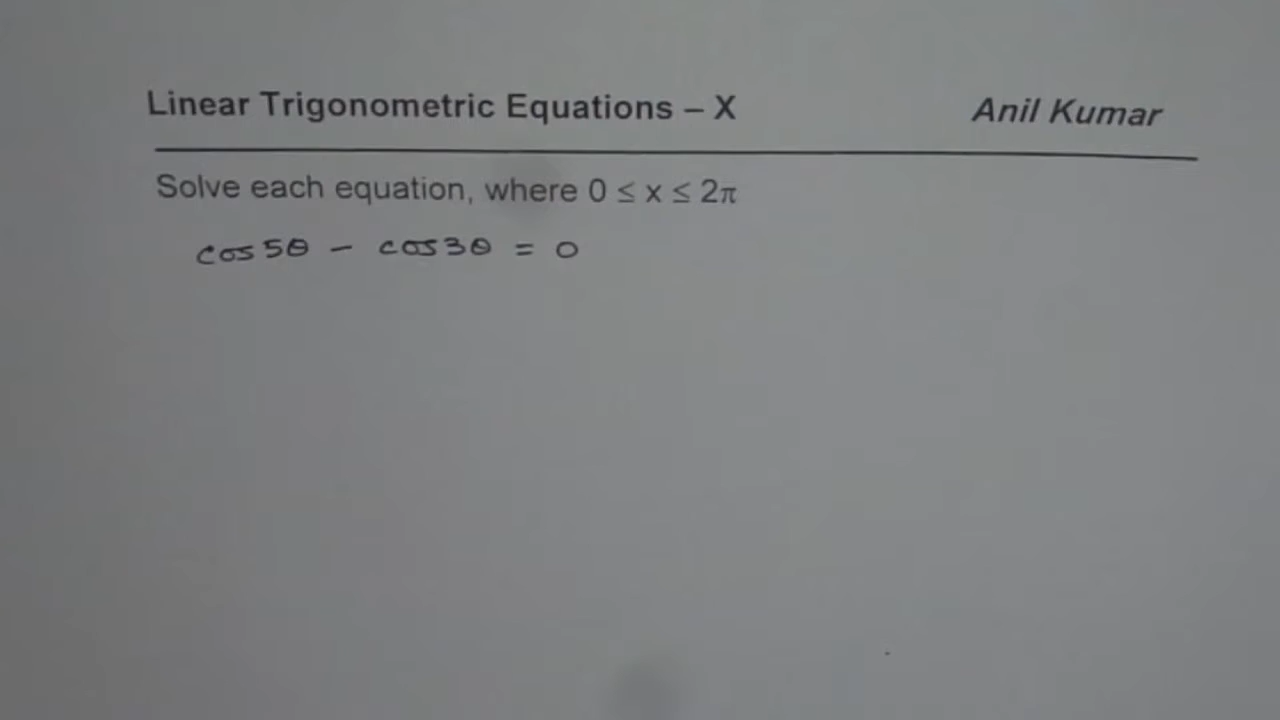 Linear Trigonometric Equations – X Anil Kumar
Solve each equation, where 0 ≤ x ≤ 2π
cos5θ – cos3θ = 0